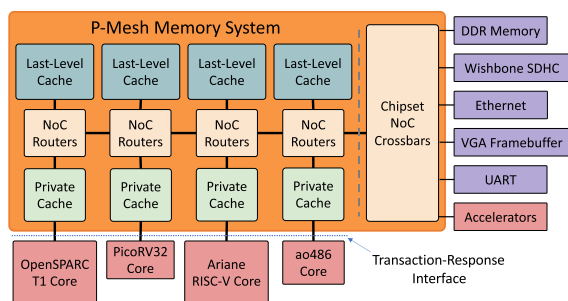 P-Mesh Memory System
Last-Level
Cache
Last-Level
Cache
Last-Level
Cache
Last-Level
Cache
NoC
Routers
NoC
Routers
NoC
Routers
NoC
Routers
Private
Cache
Private
Cache
Private
Cache
Private
Cache
Chipset
NoC
Crossbars
DDR Memory
Wishbone SDHC
Ethernet
VGA Framebuffer
UART
Accelerators
OpenSPARC
T1 Core
PicoRV32
Core
Ariane
RISC-V Core
ao486
Core
Transaction-Response
Interface